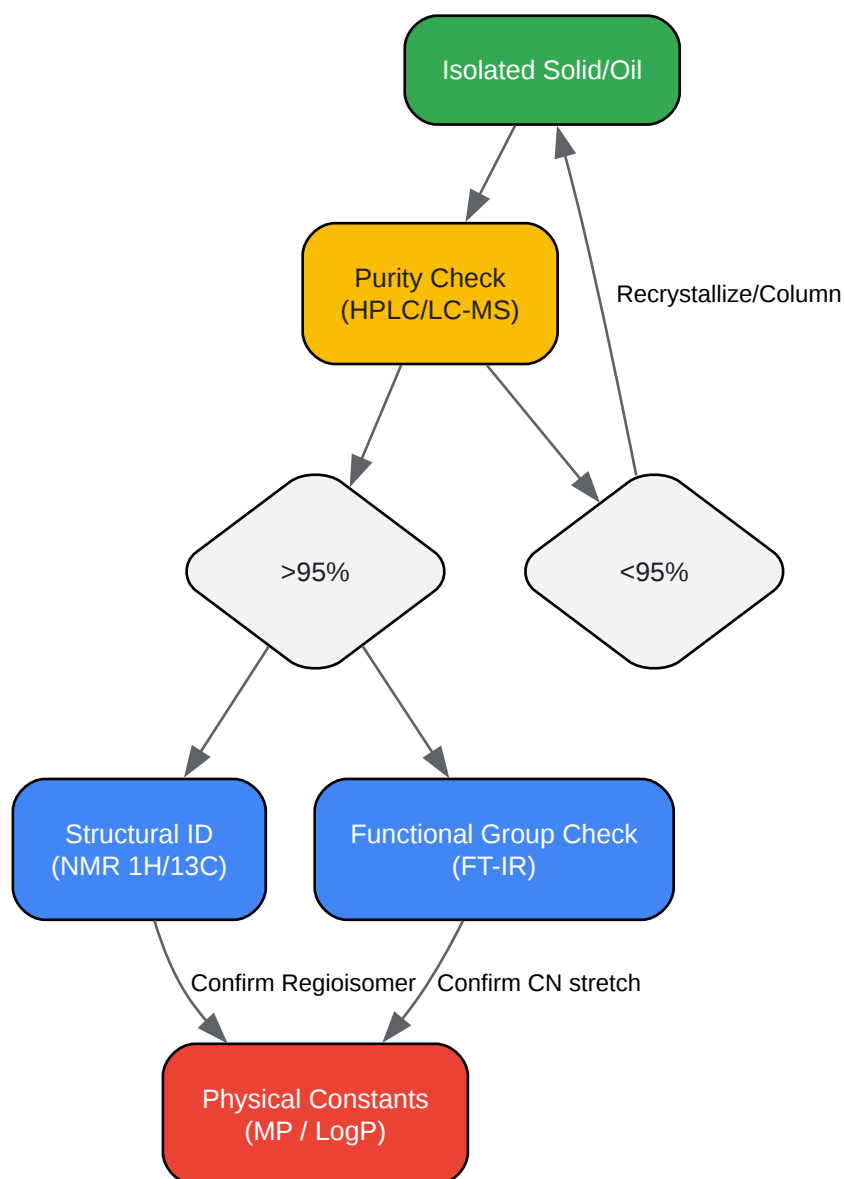 Isolated Solid/Oil
Purity Check
(HPLC/LC-MS)
Recrystallize/Column
>95%
<95%
Structural ID
(NMR 1H/13C)
Functional Group Check
(FT-IR)
Confirm Regioisomer
Confirm CN stretch
Physical Constants
(MP / LogP)